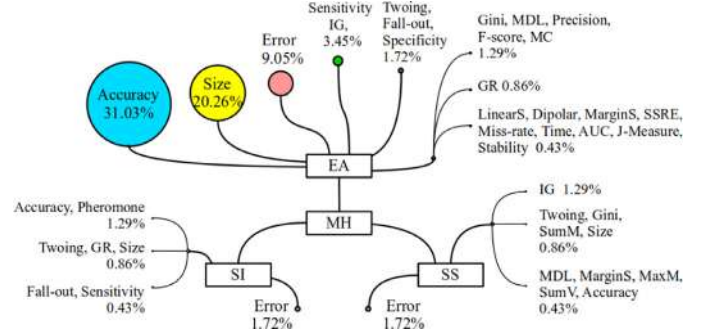 Sensitivity
IG,
3.45%
Twoing,
Fall-out,
Specificity
1.72%
Gini, MDL, Precision,
F-score, MC
1.29%
Error
9.05%
Size
20.26%
Accuracy
31.03%
GR 0.86%
LinearS, Dipolar, MarginS, SSRE,
Miss-rate, Time, AUC, J-Measure,
Stability 0.43%
EA
MH
SI
SS
Accuracy, Pheromone
1.29%
Twoing, GR, Size
0.86%
Fall-out, Sensitivity
0.43%
Error
1.72%
Error
1.72%
IG 1.29%
Twoing, Gini,
SumM, Size
0.86%
MDL, MarginS, MaxM,
SumV, Accuracy
0.43%